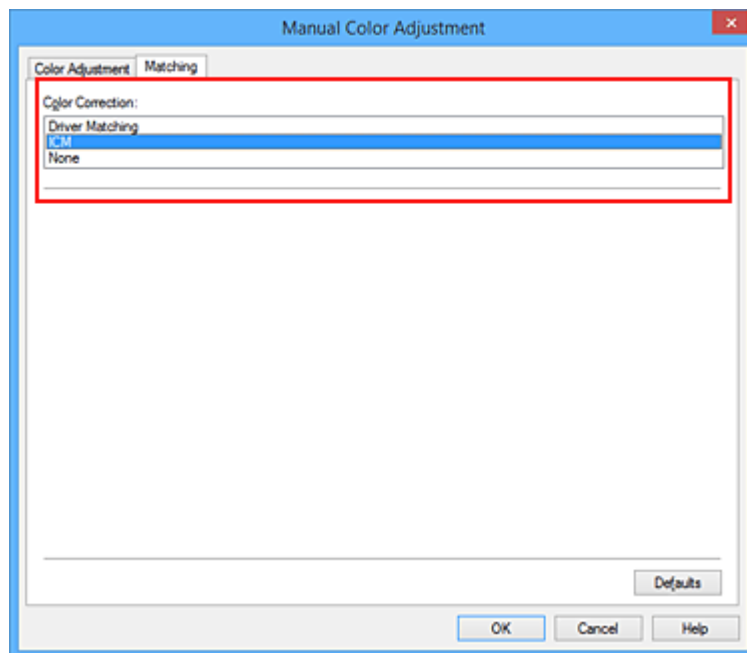 Manual Color Adjustment
Color Adjustment Matching
Color Correction:
Driver Matching
ICM
None
Defaults
OK Cancel Help